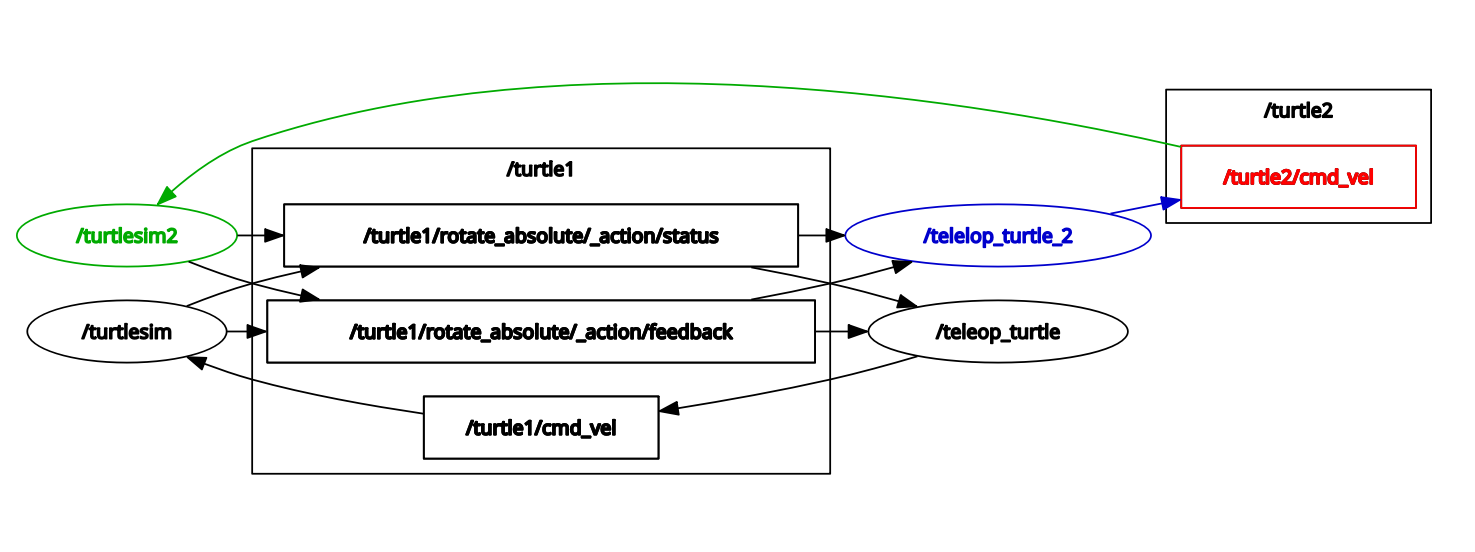 /turtle2
/turtle2/cmd_vel
/turtle1
/turtlesim2
/turtle1/rotate_absolute/_action/status
/telelop_turtle_2
/turtlesim
/turtle1/rotate_absolute/_action/feedback
/teleop_turtle
/turtle1/cmd_vel